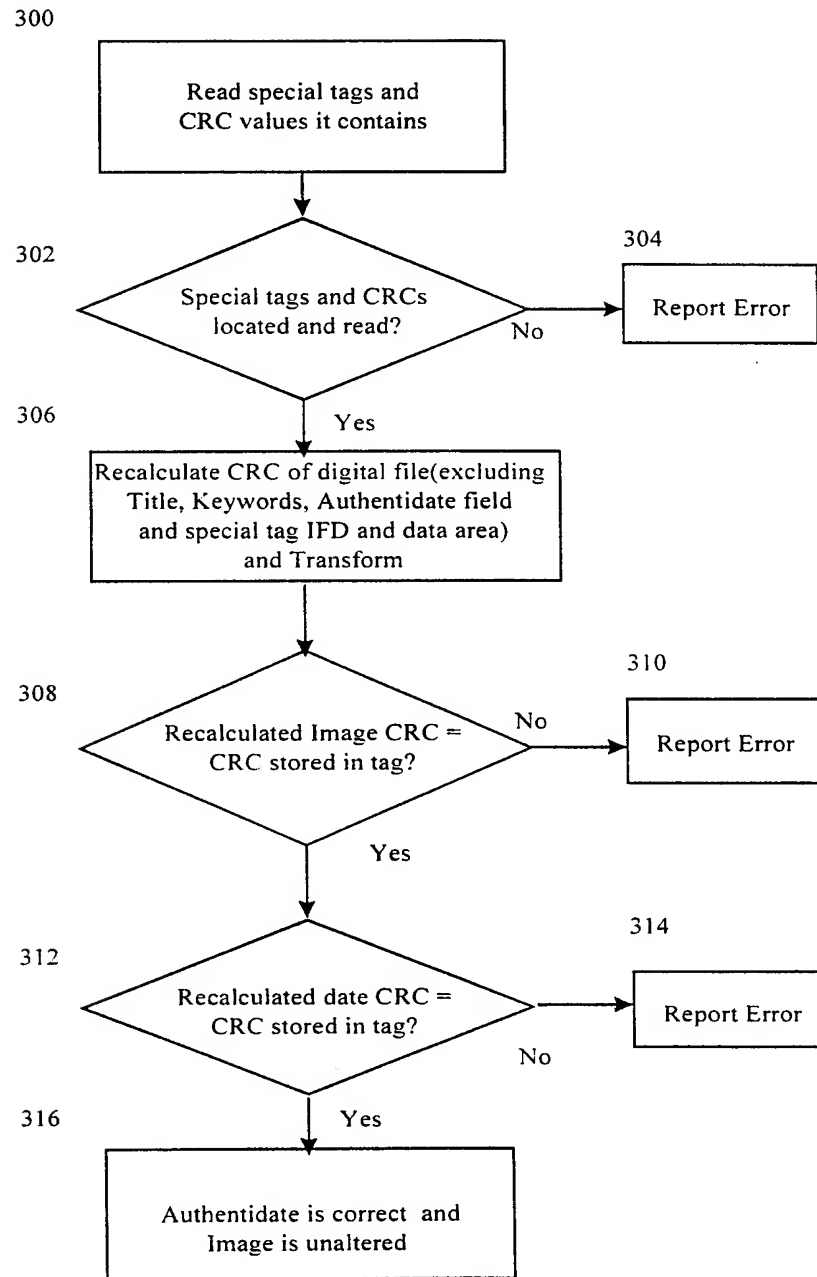 300
Read special tags and
CRC values it contains
302
304
Special tags and CRCs
located and read?
Report Error
No
306
Yes
Recalculate CRC of digital file(excluding
Title, Keywords, Authentidate field
and special tag IFD and data area)
and Transform
308
310
Recalculated Image CRC =
CRC stored in tag?
No
Report Error
Yes
312
314
Recalculated date CRC =
CRC stored in tag?
Report Error
No
316
Yes
Authentidate is correct and
Image is unaltered